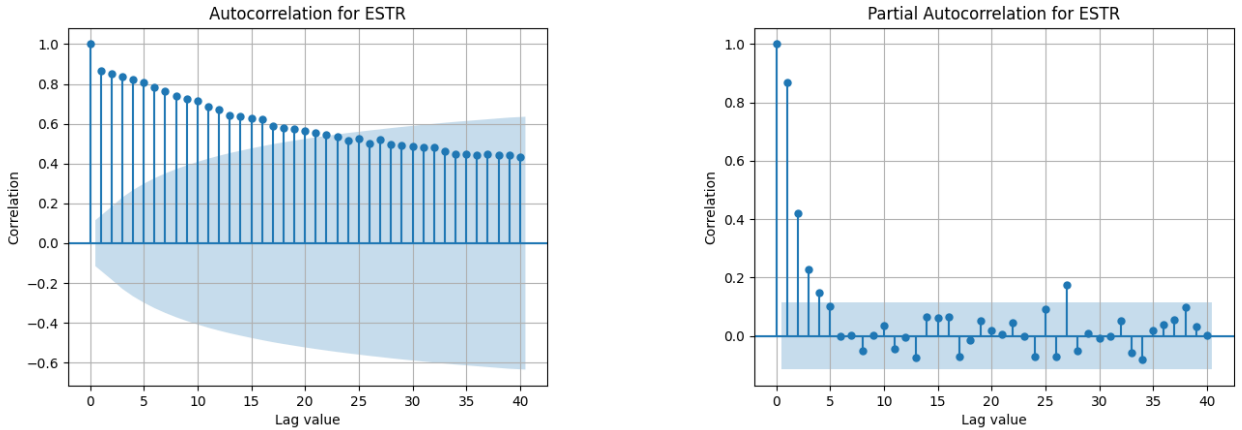 Autocorrelation for ESTR
1.0
0.8
0.6
0.4
0.2
0.0
−0.2
−0.4
−0.6
Correlation
0 5 10 15 20 25 30 35 40
Lag value
Partial Autocorrelation for ESTR
1.0
0.8
0.6
0.4
0.2
0.0
Correlation
0 5 10 15 20 25 30 35 40
Lag value